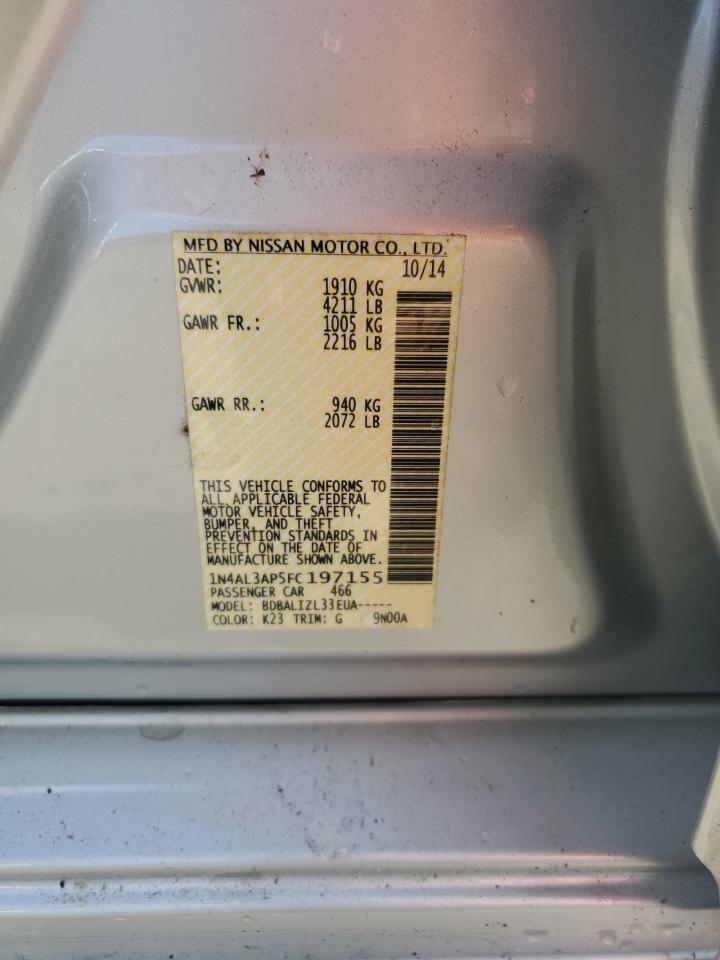 MFD BY NISSAN MOTOR CO., LTD.
DATE: 10/14
GVWR: 1910 KG
4211 LB
GAWR FR.: 1005 KG
2216 LB
GAWR RR.: 940 KG
2072 LB
THIS VEHICLE CONFORMS TO
ALL APPLICABLE FEDERAL
MOTOR VEHICLE SAFETY,
BUMPER, AND THEFT
PREVENTION STANDARDS IN
EFFECT ON THE DATE OF
MANUFACTURE SHOWN ABOVE.
1N4AL3AP5FC197155
PASSENGER CAR 466
MODEL: BDBALIZL33EUA-----
COLOR: K23 TRIM: G 9N00A